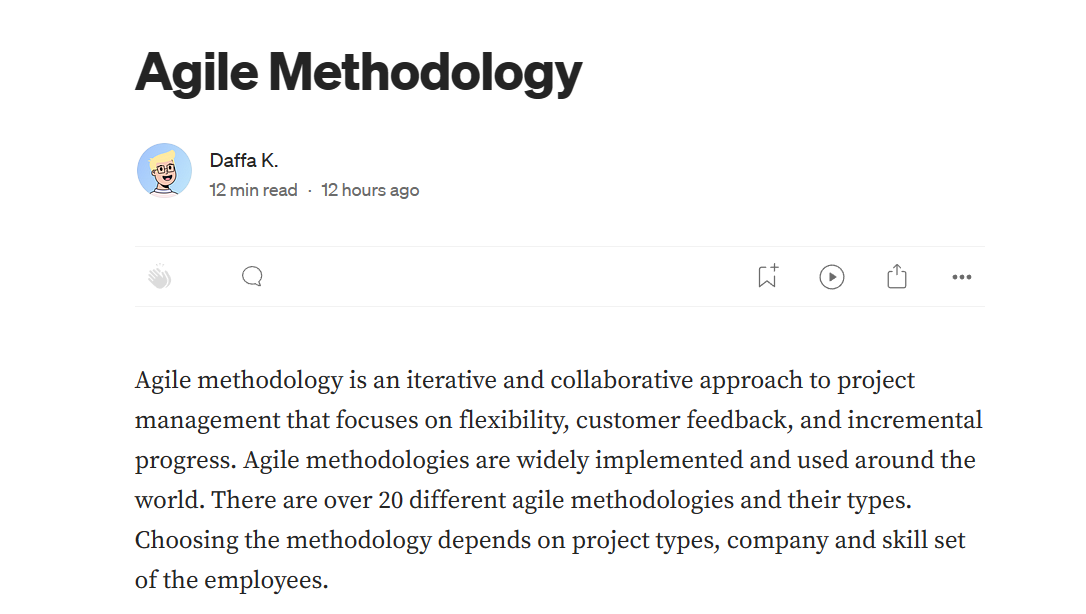 Agile Methodology
Daffa K.
12 min read · 12 hours ago
Agile methodology is an iterative and collaborative approach to project
management that focuses on flexibility, customer feedback, and incremental
progress. Agile methodologies are widely implemented and used around the
world. There are over 20 different agile methodologies and their types.
Choosing the methodology depends on project types, company and skill set
of the employees.